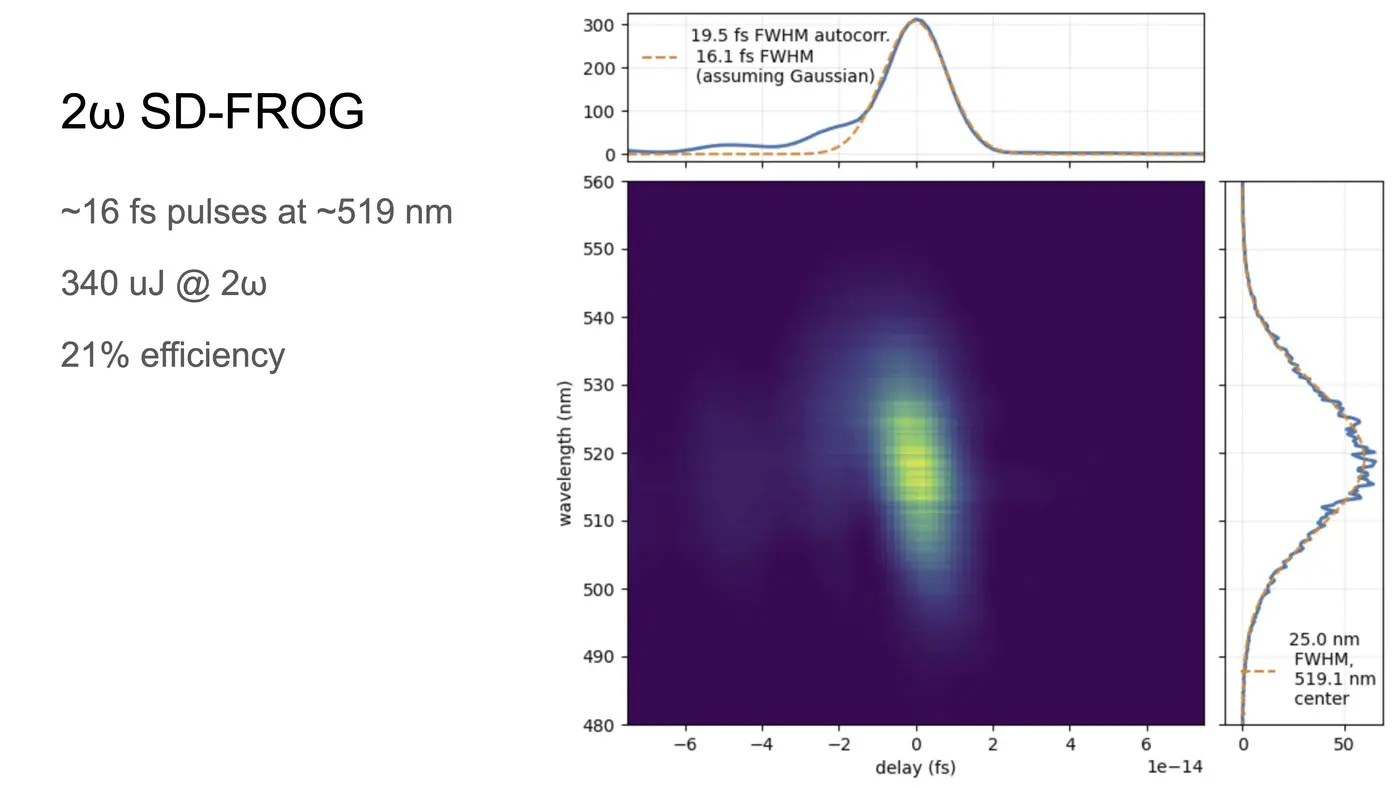 2ω SD-FROG
~16 fs pulses at ~519 nm
340 uJ @ 2ω
21% efficiency
300
200
100
0
19.5 fs FWHM autocorr.
16.1 fs FWHM
(assuming Gaussian)
560
550
540
530
520
510
500
490
480
wavelength (nm)
−6
−4
−2
0
2
4
6
delay (fs)
1e−14
25.0 nm
FWHM,
519.1 nm
center
0
50